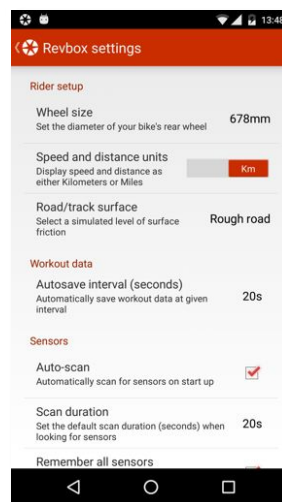 13:48
Revbox settings
Rider setup
Wheel size
Set the diameter of your bike's rear wheel
678mm
Speed and distance units
Display speed and distance as
either Kilometers or Miles
Km
Road/track surface
Select a simulated level of surface
friction
Rough road
Workout data
Autosave interval (seconds)
Automatically save workout data at given
interval
20s
Sensors
Auto-scan
Automatically scan for sensors on start up
Scan duration
Set the default scan duration (seconds) when
looking for sensors
20s
Remember all sensors